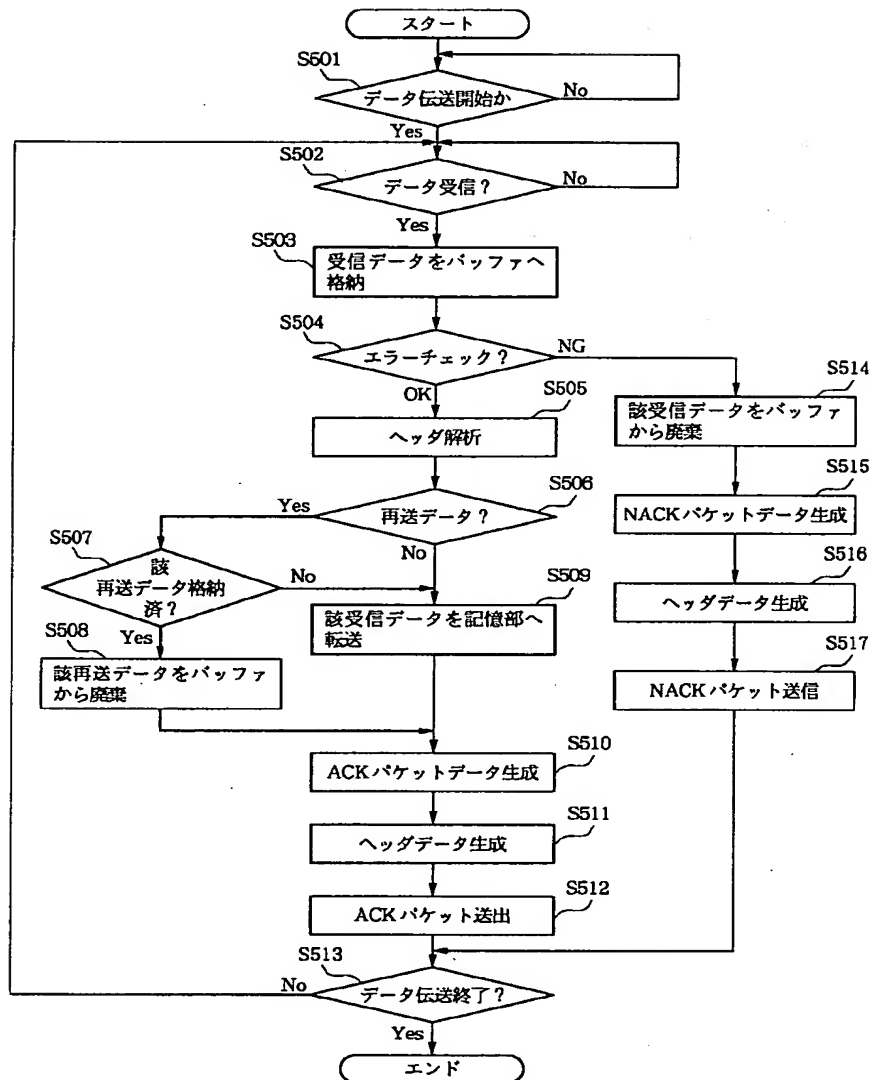 スタート
S501
データ伝送開始か
No
Yes
S502
データ受信？
No
Yes
S503
受信データをバッファへ
格納
S504
エラーチェック？
NG
OK
S505
ヘッダ解析
S514
該受信データをバッファ
から廃棄
S506
再送データ？
Yes
No
S515
NACKパケットデータ生成
S507
該
再送データ格納
済？
No
Yes
S509
該受信データを記憶部へ
転送
S516
ヘッダデータ生成
S508
該再送データをバッファ
から廃棄
S517
NACKパケット送信
S510
ACKパケットデータ生成
S511
ヘッダデータ生成
S512
ACKパケット送出
S513
データ伝送終了？
No
Yes
エンド